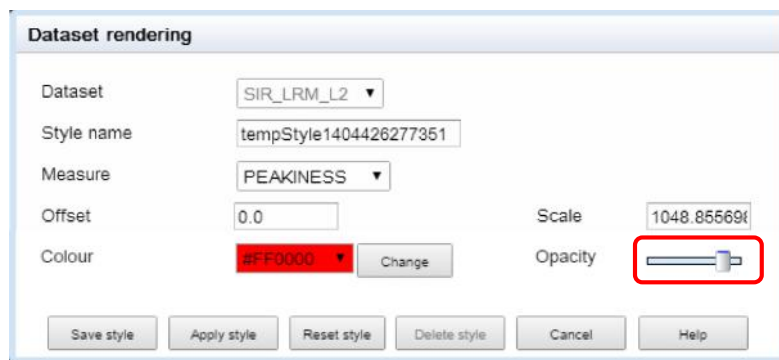 Dataset rendering
Dataset SIR_LRM_L2
Style name tempStyle1404426277351
Measure PEAKINESS
Offset 0.0 Scale 1048.855698
Colour #FF0000 Change Opacity
Save style Apply style Reset style Delete style Cancel Help